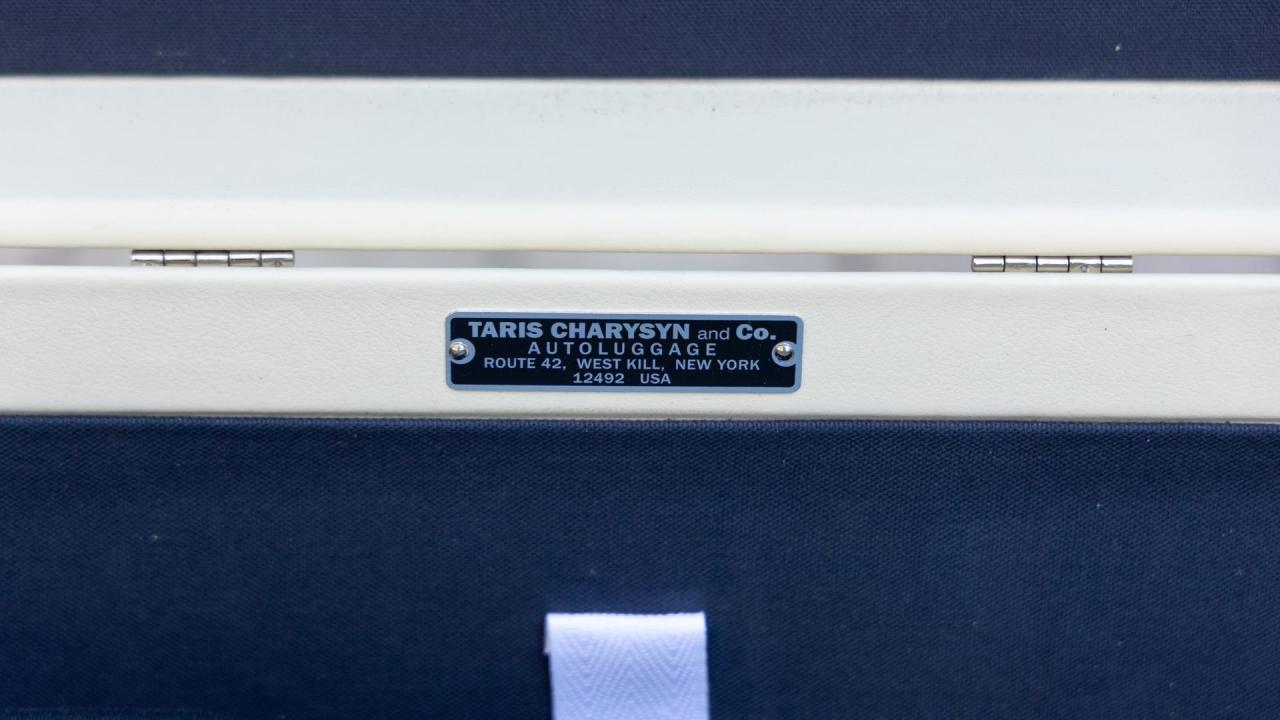 TARIS CHARYSYN and Co.
AUTOLUGGAGE
ROUTE 42, WEST KILL, NEW YORK
12492 USA